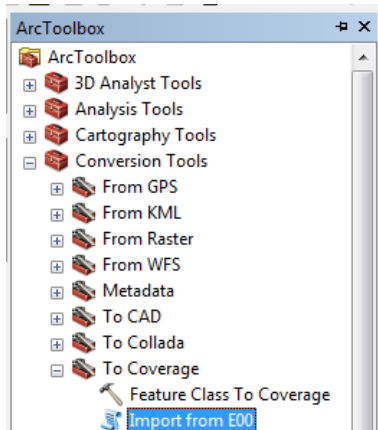 ArcToolbox
ArcToolbox
3D Analyst Tools
Analysis Tools
Cartography Tools
Conversion Tools
From GPS
From KML
From Raster
From WFS
Metadata
To CAD
To Collada
To Coverage
Feature Class To Coverage
Import from E00